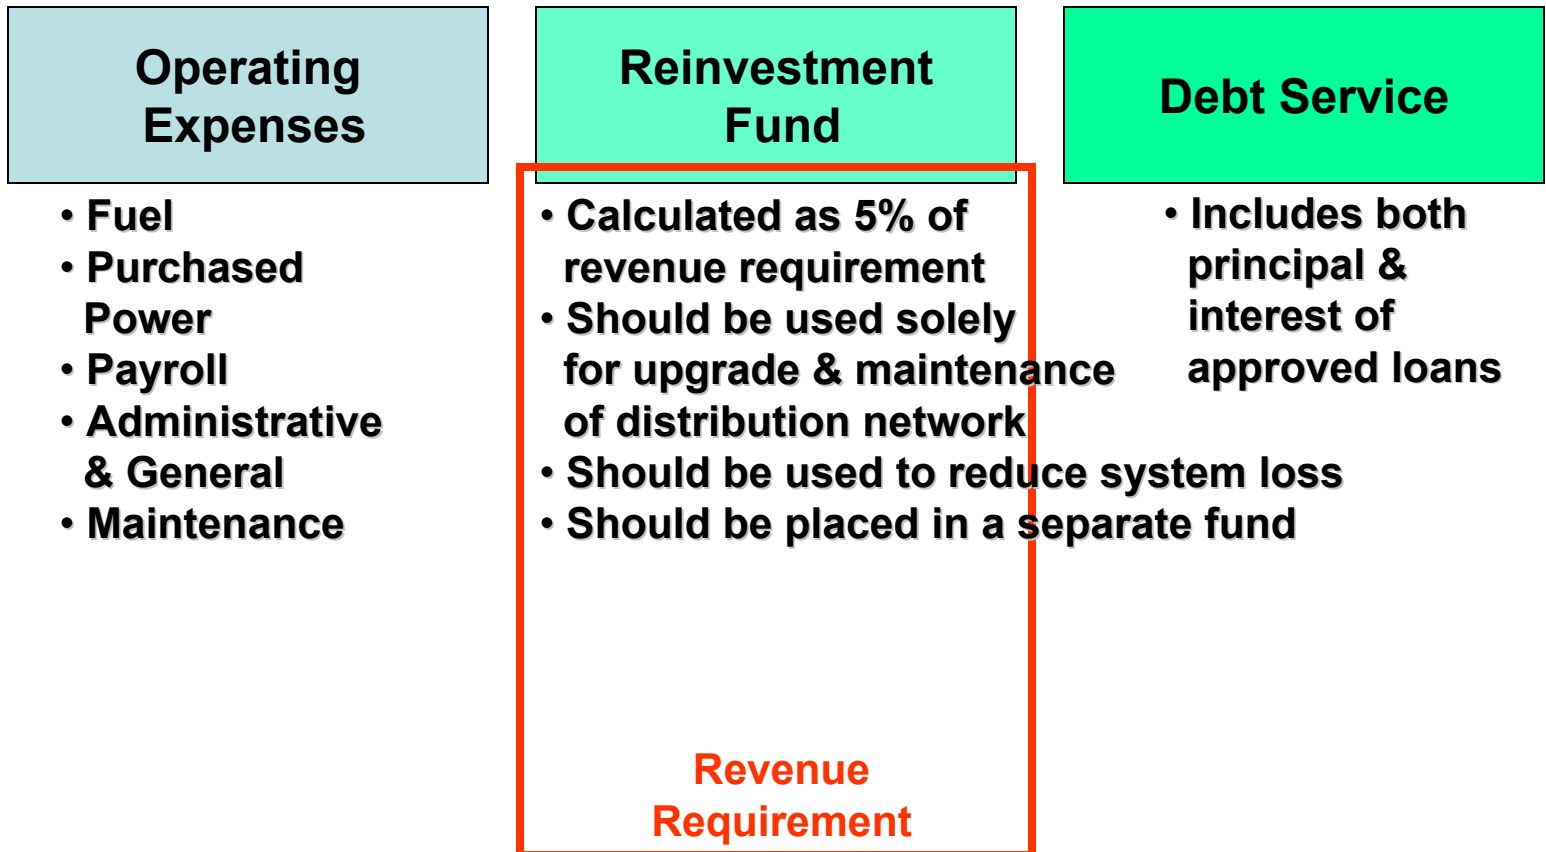 Operating
Expenses
• Fuel
• Purchased
Power
• Payroll
• Administrative
& General
• Maintenance
Reinvestment
Fund
• Calculated as 5% of
revenue requirement
• Should be used solely
for upgrade & maintenance
of distribution network
• Should be used to reduce system loss
• Should be placed in a separate fund
Revenue
Requirement
Debt Service
• Includes both
principal &
interest of
approved loans